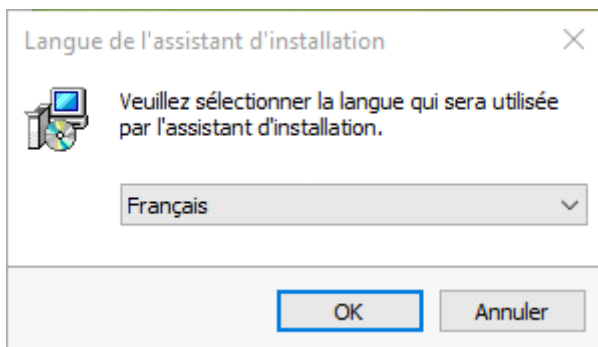 Langue de l'assistant d'installation
Veuillez sélectionner la langue qui sera utilisée
par l'assistant d'installation.
Français
OK
Annuler